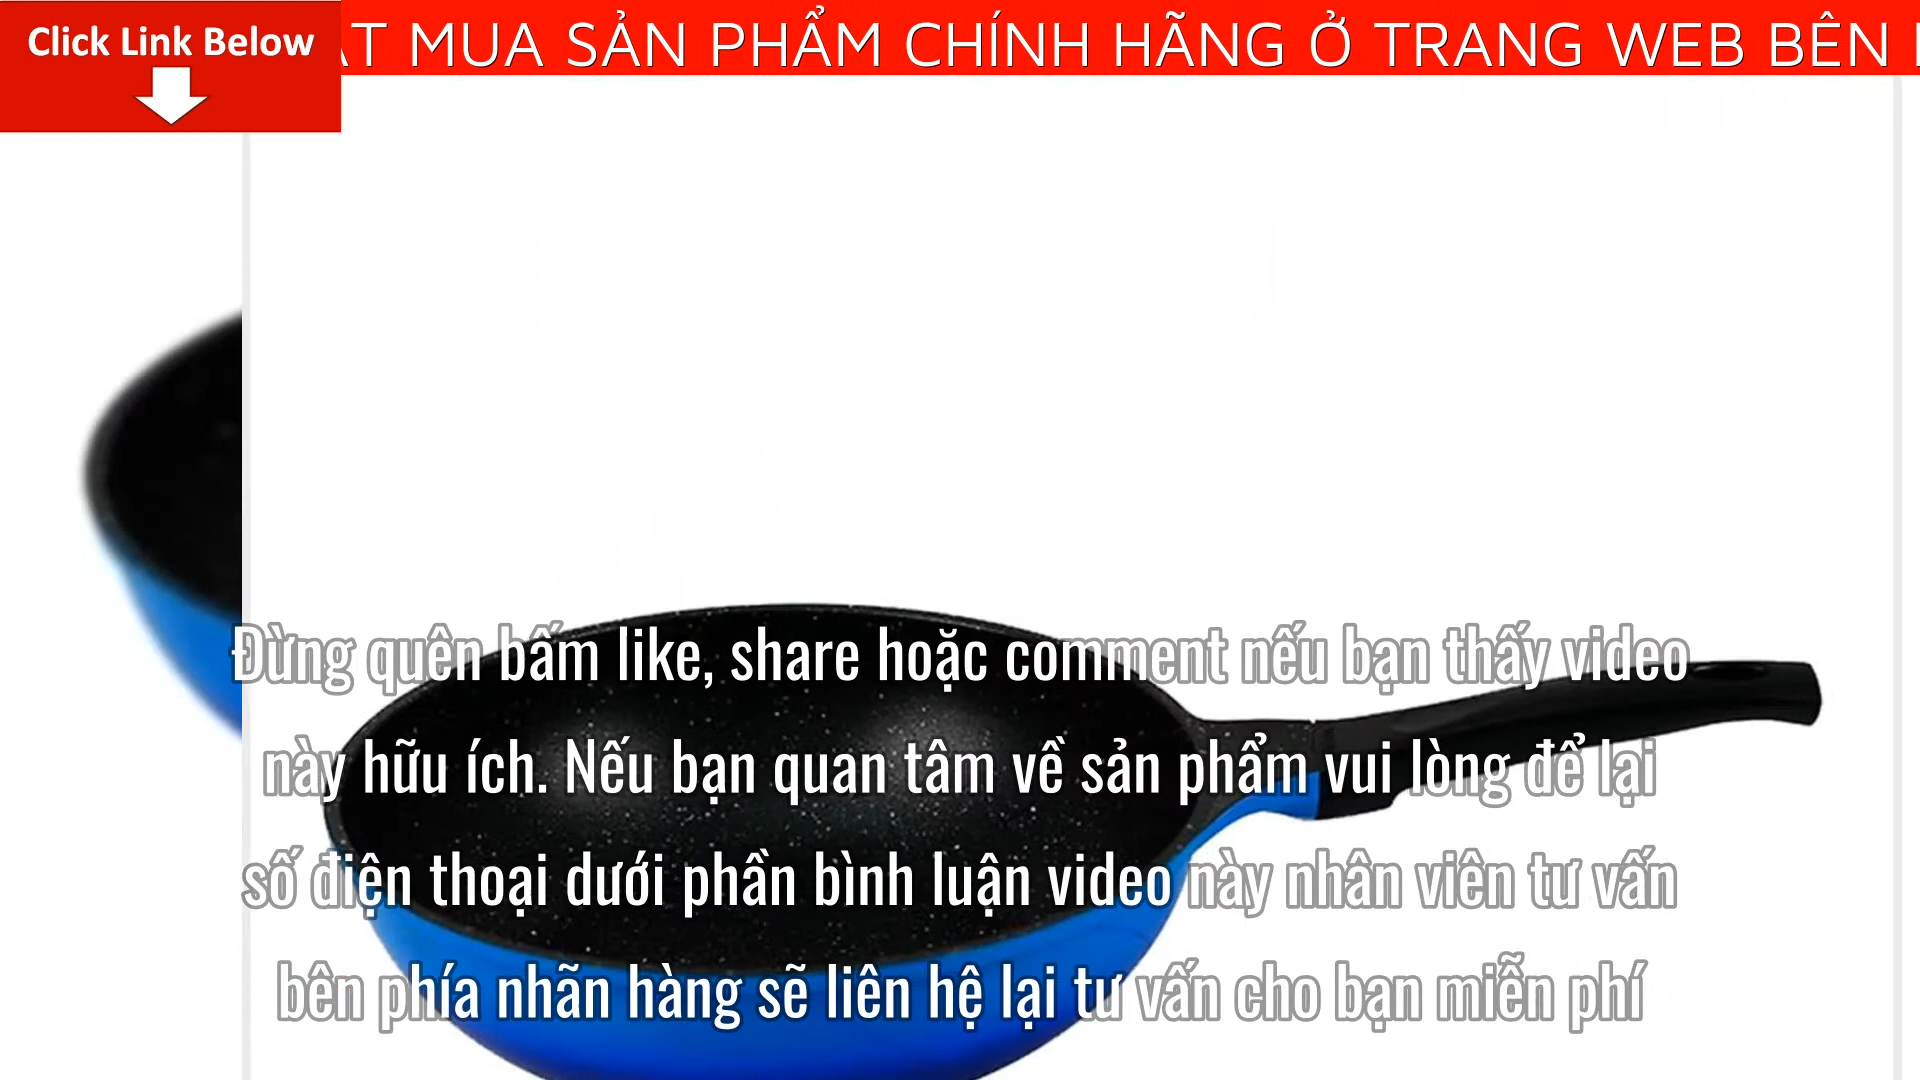 Click Link Below
MUA SẢN PHẨM CHÍNH HÃNG Ở TRANG WEB BÊN
Đừng quên bấm like, share hoặc comment nếu bạn thấy video
này hữu ích. Nếu bạn quan tâm về sản phẩm vui lòng để lại
số điện thoại dưới phần bình luận video này nhân viên tư vấn
bên phía nhãn hàng sẽ liên hệ lại tư vấn cho bạn miễn phí